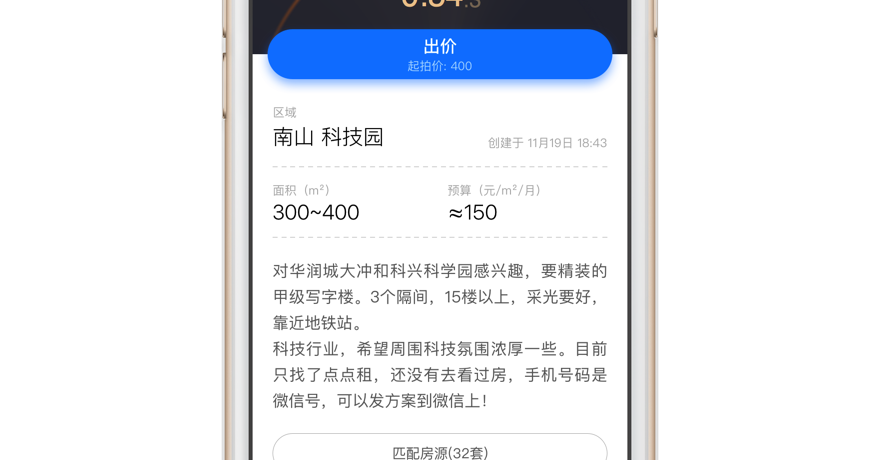 出价
起拍价: 400
区域
南山 科技园
创建于 11月19日 18:43
面积（m²）
预算（元/m²/月）
300~400
≈150
对华润城大冲和科兴科学园感兴趣，要精装的
甲级写字楼。3个隔间，15楼以上，采光要好，
靠近地铁站。
科技行业，希望周围科技氛围浓厚一些。目前
只找了点点租，还没有去看过房，手机号码是
微信号，可以发方案到微信上！
匹配房源(32套)